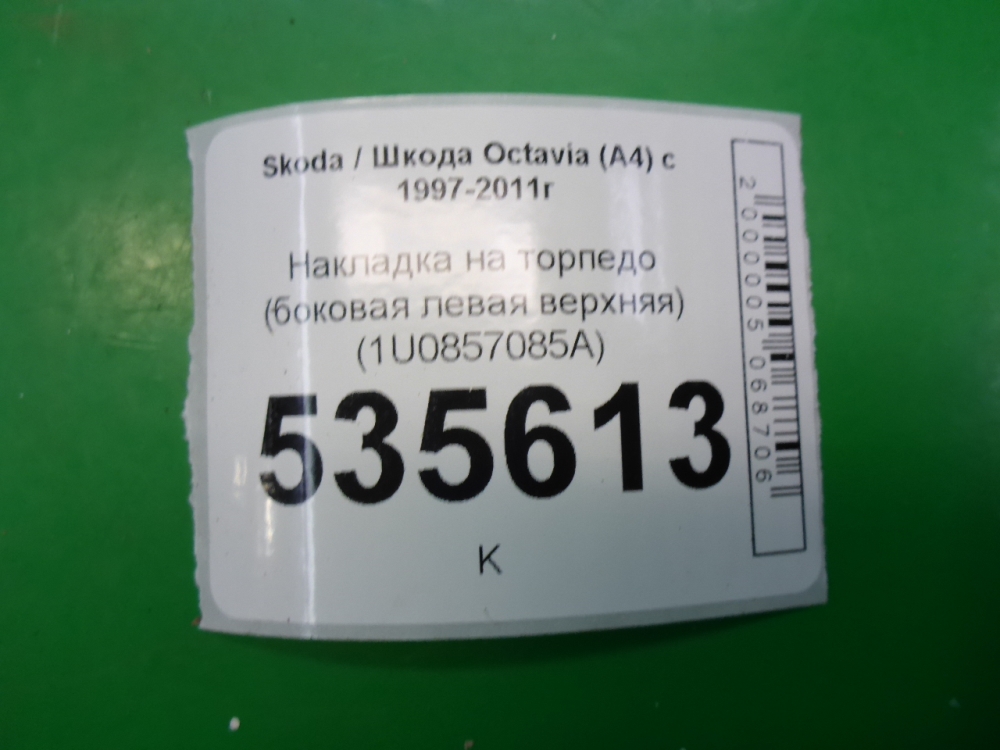 Skoda / Шкода Octavia (A4) с
1997-2011г
Накладка на торпедо
(боковая левая верхняя)
(1U0857085A)
535613
K
2000005068706